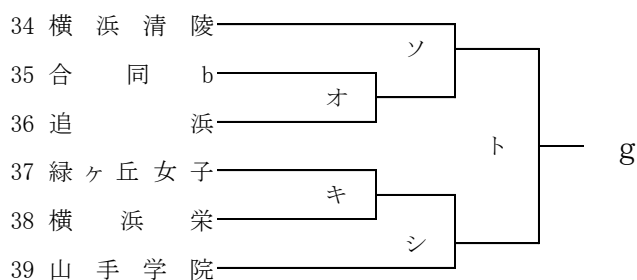 34 横浜清陵
ソ
35 合同b
オ
36 追浜
ト
g
37 緑ヶ丘女子
キ
38 横浜栄
シ
39 山手学院